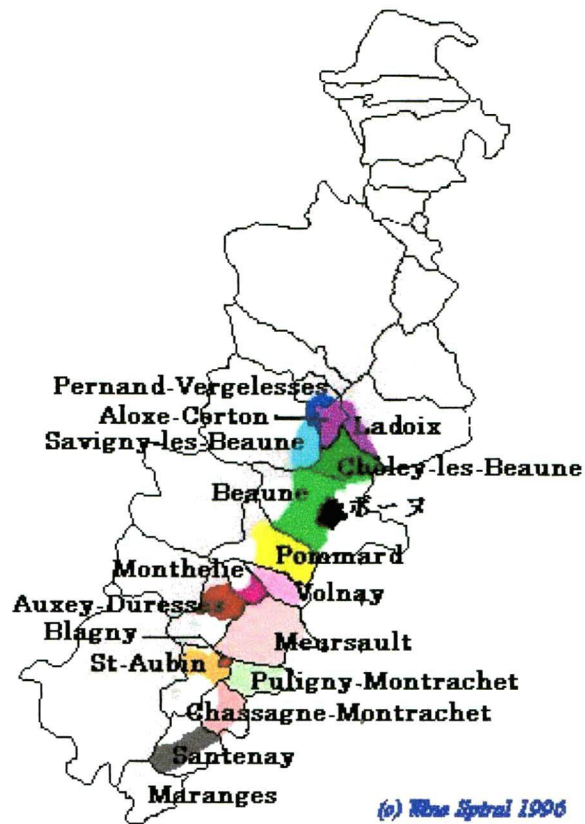 Pernand-Vergelesses
Aloxe-Corton
Ladoix
Savigny-les-Beaune
Choley-les-Beaune
Beaune
ボーヌ
Pommard
Monthelie
Volnay
Auxey-Duresses
Blagny
Meursault
St-Aubin
Puligny-Montrachet
Chassagne-Montrachet
Santenay
Maranges
(c) Wine Spiral 1996